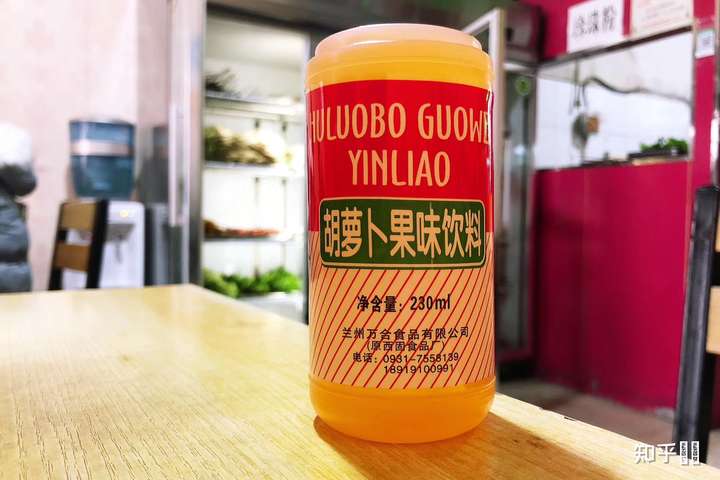 HULUOBO GUOWE
YINLIAO
胡萝卜果味饮料
净含量：230ml
兰州万舍食品有限公司
(原西固食品厂)
电话：0931-7558139
18919100991
知乎